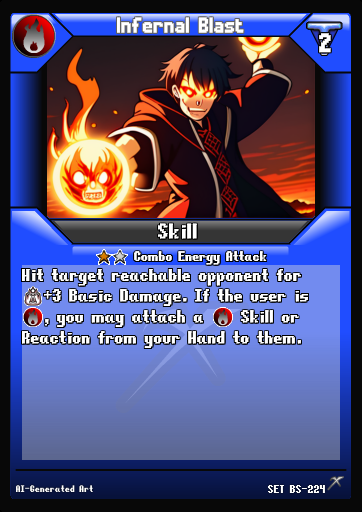 Infernal Blast
2
Skill
Combo Energy Attack
Hit target reachable opponent for
+3 Basic Damage. If the user is
, you may attach a Skill or
Reaction from your Hand to them.
AI-Generated Art
SET BS-224